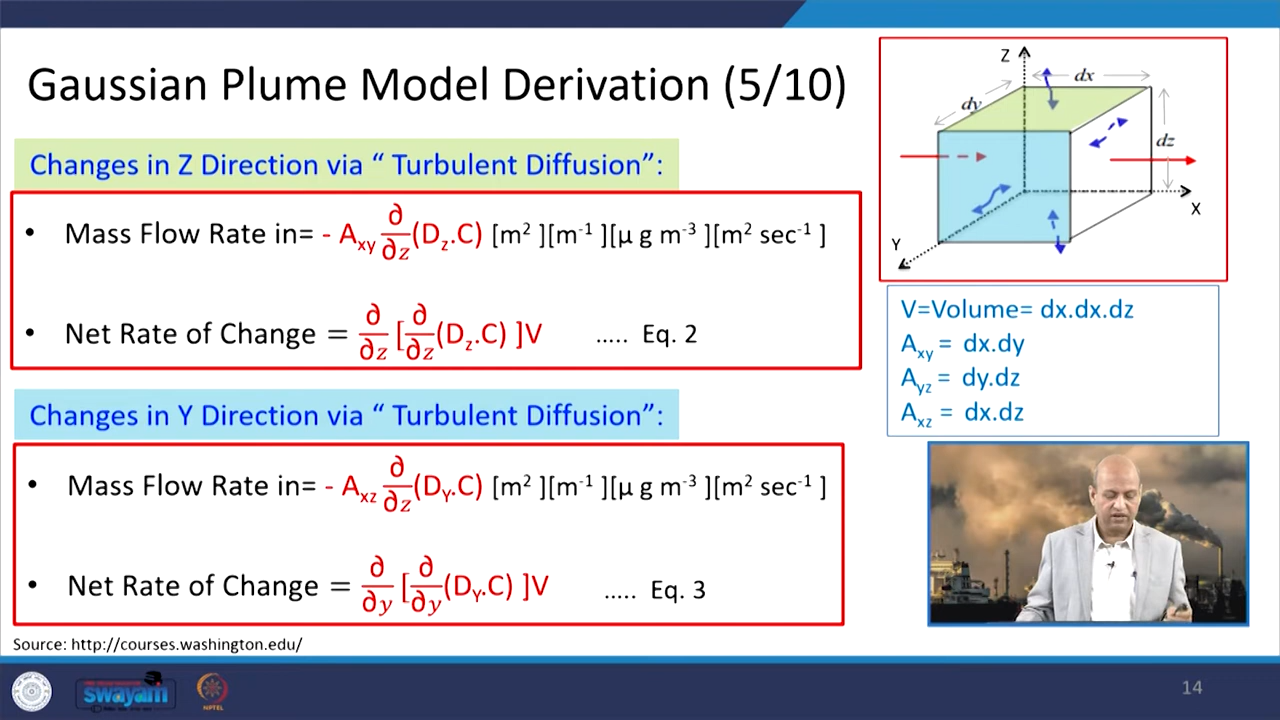 Gaussian Plume Model Derivation (5/10)
Changes in Z Direction via “ Turbulent Diffusion”:
• Mass Flow Rate in= - Axy ∂/∂z (Dz.C) [m² ][m⁻¹ ][µ g m⁻³ ][m² sec⁻¹ ]
• Net Rate of Change = ∂/∂z [∂/∂z (Dz.C) ]V ..... Eq. 2
Changes in Y Direction via “ Turbulent Diffusion”:
• Mass Flow Rate in= - Axz ∂/∂z (DY.C) [m² ][m⁻¹ ][µ g m⁻³ ][m² sec⁻¹ ]
• Net Rate of Change = ∂/∂y [∂/∂y (DY.C) ]V ..... Eq. 3
Source: http://courses.washington.edu/
Z
dx
dy
dz
X
Y
V=Volume= dx.dx.dz
Axy = dx.dy
Ayz = dy.dz
Axz = dx.dz
swayam
NPTEL
14